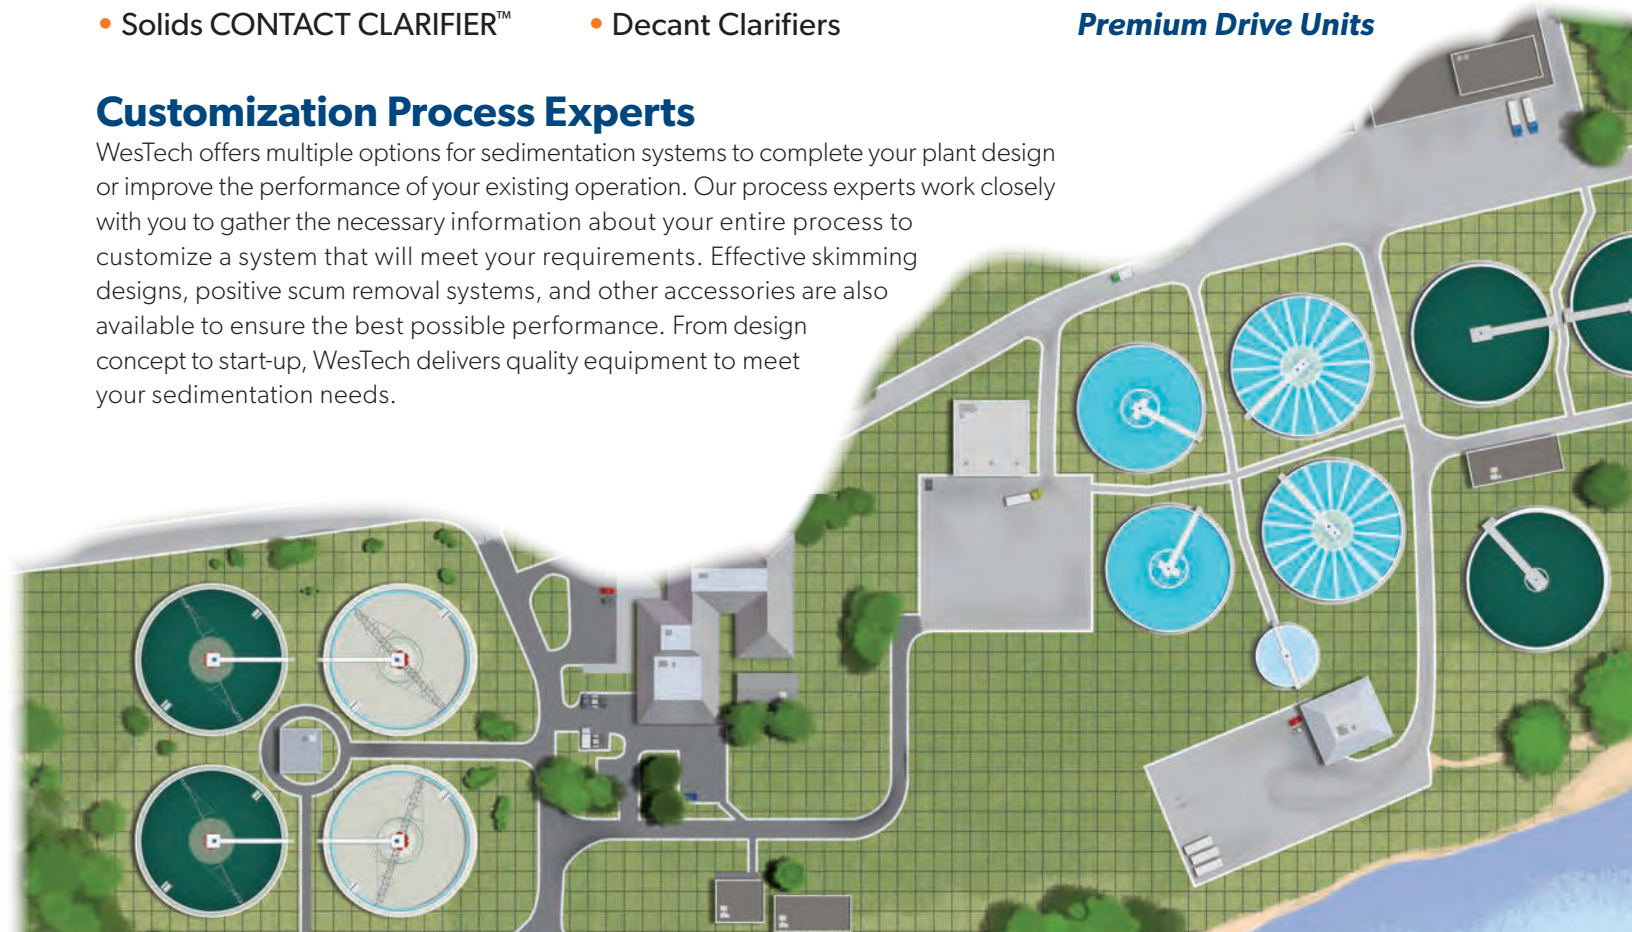 • Solids CONTACT CLARIFIER™
• Decant Clarifiers
Premium Drive Units
Customization Process Experts
WesTech offers multiple options for sedimentation systems to complete your plant design
or improve the performance of your existing operation. Our process experts work closely
with you to gather the necessary information about your entire process to
customize a system that will meet your requirements. Effective skimming
designs, positive scum removal systems, and other accessories are also
available to ensure the best possible performance. From design
concept to start-up, WesTech delivers quality equipment to meet
your sedimentation needs.